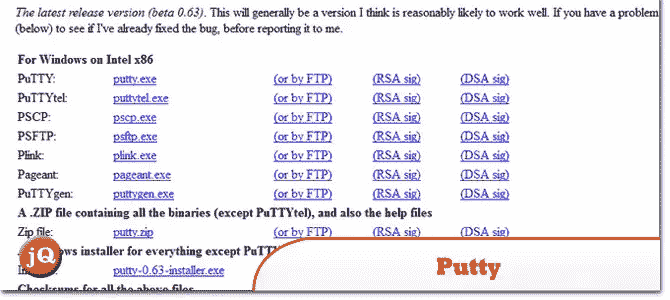 The latest release version (beta 0.63). This will generally be a version I think is reasonably likely to work well. If you have a problem
(below) to see if I've already fixed the bug, before reporting it to me.
For Windows on Intel x86
PuTTY: putty.exe (or by FTP) (RSA sig) (DSA sig)
PuTTYtel: puttytel.exe (or by FTP) (RSA sig) (DSA sig)
PSCP: pscp.exe (or by FTP) (RSA sig) (DSA sig)
PSFTP: psftp.exe (or by FTP) (RSA sig) (DSA sig)
Plink: plink.exe (or by FTP) (RSA sig) (DSA sig)
Pageant: pageant.exe (or by FTP) (RSA sig) (DSA sig)
PuTTYgen: puttygen.exe (or by FTP) (RSA sig) (DSA sig)
A .ZIP file containing all the binaries (except PuTTYtel), and also the help files
Zip file: putty.zip (or by FTP) (RSA sig) (DSA sig)
ows installer for everything except PuTT
putty-0.63-installer.exe
Checksums for all the above files
jQ
Putty